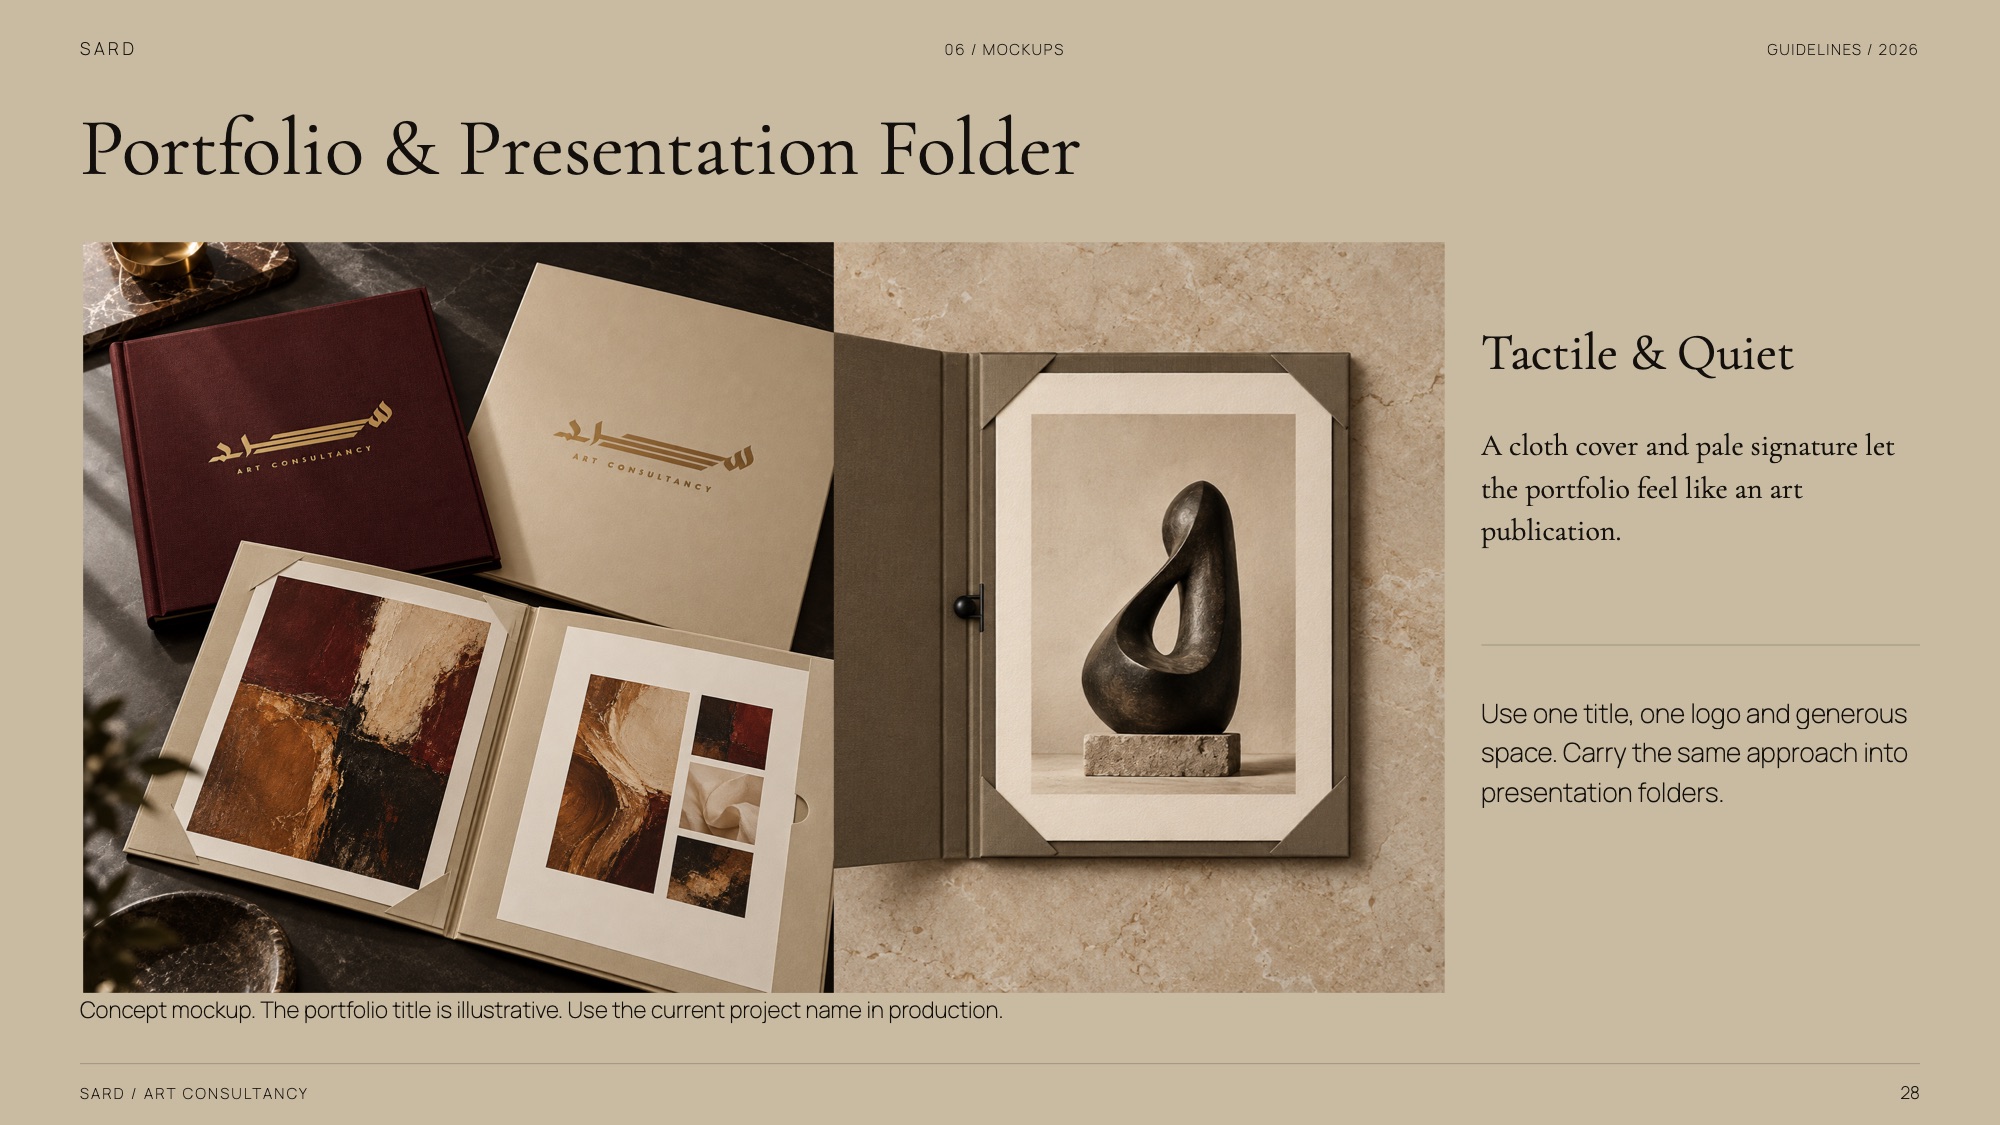 SARD
06 / MOCKUPS
GUIDELINES / 2026
Portfolio & Presentation Folder
سرد
ART CONSULTANCY
سرد
ART CONSULTANCY
Tactile & Quiet
A cloth cover and pale signature let
the portfolio feel like an art
publication.
Use one title, one logo and generous
space. Carry the same approach into
presentation folders.
Concept mockup. The portfolio title is illustrative. Use the current project name in production.
SARD / ART CONSULTANCY
28